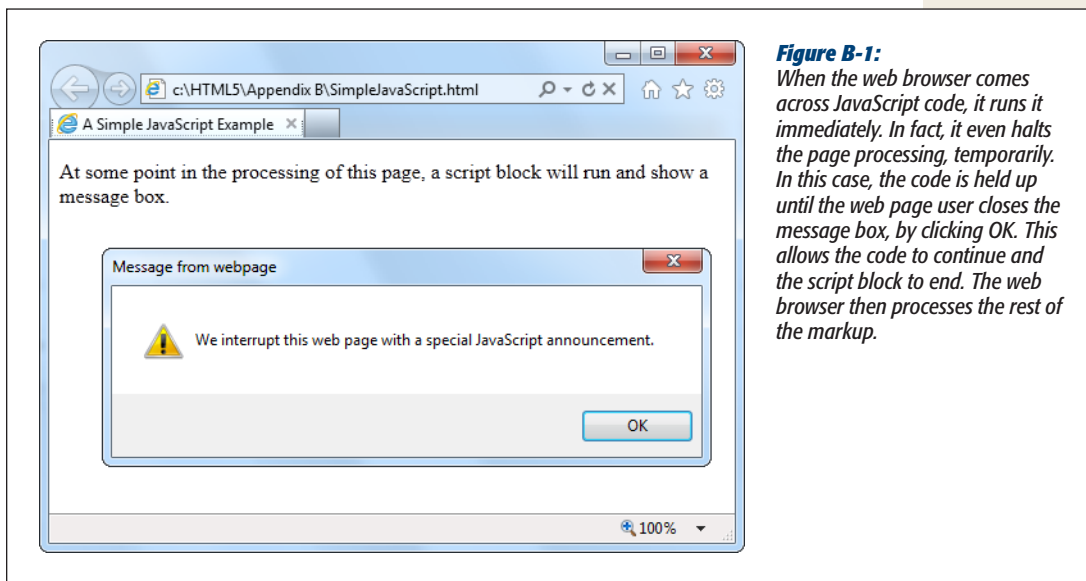 c:\HTML5\Appendix B\SimpleJavaScript.html
A Simple JavaScript Example
At some point in the processing of this page, a script block will run and show a
message box.
Message from webpage
We interrupt this web page with a special JavaScript announcement.
OK
100%
Figure B-1:
When the web browser comes
across JavaScript code, it runs it
immediately. In fact, it even halts
the page processing, temporarily.
In this case, the code is held up
until the web page user closes the
message box, by clicking OK. This
allows the code to continue and
the script block to end. The web
browser then processes the rest of
the markup.